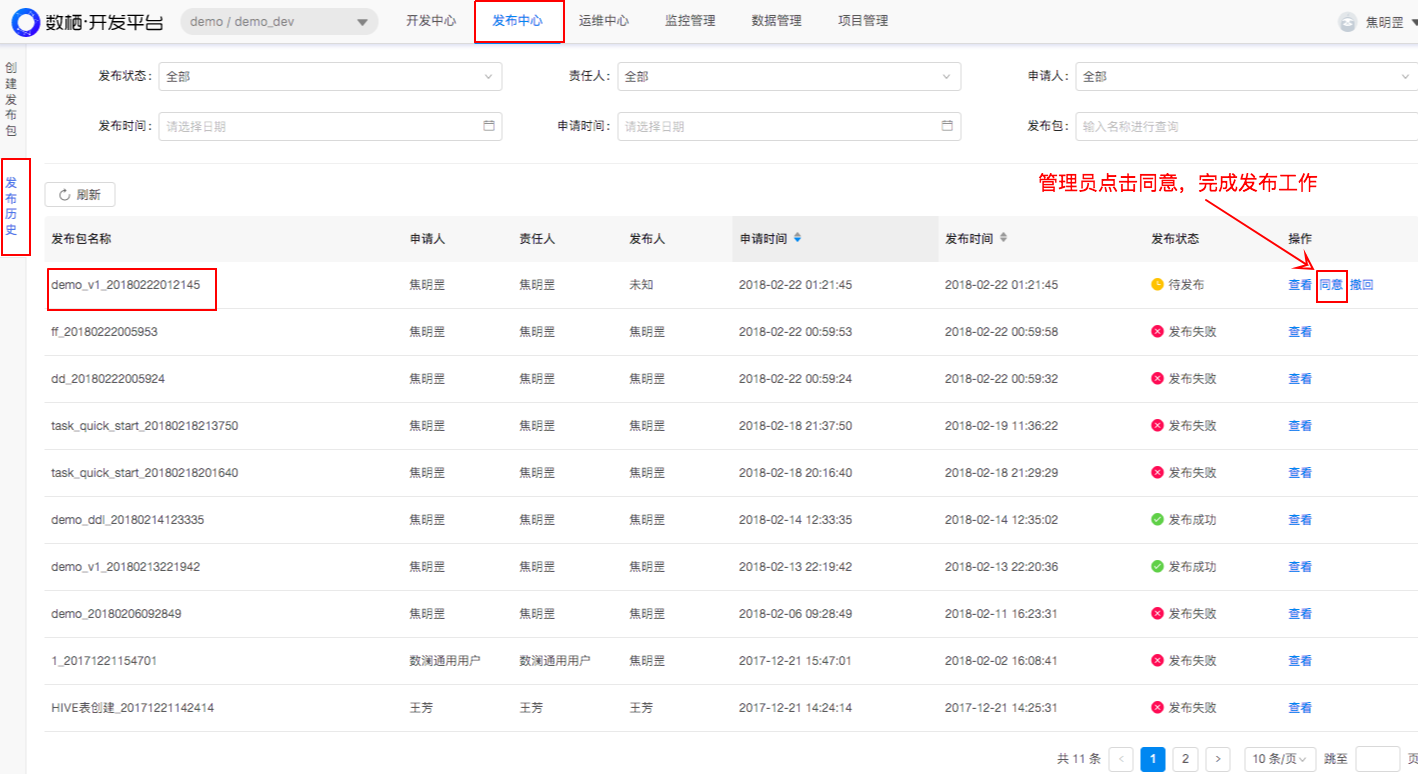 数栖·开发平台 demo / demo_dev 开发中心 发布中心 运维中心 监控管理 数据管理 项目管理 焦明罡
创建发布包
发布历史
发布状态: 全部 责任人: 全部 申请人: 全部
发布时间: 请选择日期 申请时间: 请选择日期 发布包: 输入名称进行查询
管理员点击同意，完成发布工作
刷新
发布包名称 申请人 责任人 发布人 申请时间 发布时间 发布状态 操作
demo_v1_20180222012145 焦明罡 焦明罡 未知 2018-02-22 01:21:45 2018-02-22 01:21:45 待发布 查看 同意 撤回
ff_20180222005953 焦明罡 焦明罡 焦明罡 2018-02-22 00:59:53 2018-02-22 00:59:58 发布失败 查看
dd_20180222005924 焦明罡 焦明罡 焦明罡 2018-02-22 00:59:24 2018-02-22 00:59:32 发布失败 查看
task_quick_start_20180218213750 焦明罡 焦明罡 焦明罡 2018-02-18 21:37:50 2018-02-19 11:36:22 发布失败 查看
task_quick_start_20180218201640 焦明罡 焦明罡 焦明罡 2018-02-18 20:16:40 2018-02-18 21:29:29 发布失败 查看
demo_ddl_20180214123335 焦明罡 焦明罡 焦明罡 2018-02-14 12:33:35 2018-02-14 12:35:02 发布成功 查看
demo_v1_20180213221942 焦明罡 焦明罡 焦明罡 2018-02-13 22:19:42 2018-02-13 22:20:36 发布成功 查看
demo_20180206092849 焦明罡 焦明罡 焦明罡 2018-02-06 09:28:49 2018-02-11 16:23:31 发布失败 查看
1_20171221154701 数澜通用用户 数澜通用用户 焦明罡 2017-12-21 15:47:01 2018-02-02 16:08:41 发布失败 查看
HIVE表创建_20171221142414 王芳 王芳 王芳 2017-12-21 14:24:14 2017-12-21 14:25:31 发布失败 查看
共 11 条 < 1 2 > 10 条/页 跳至 页